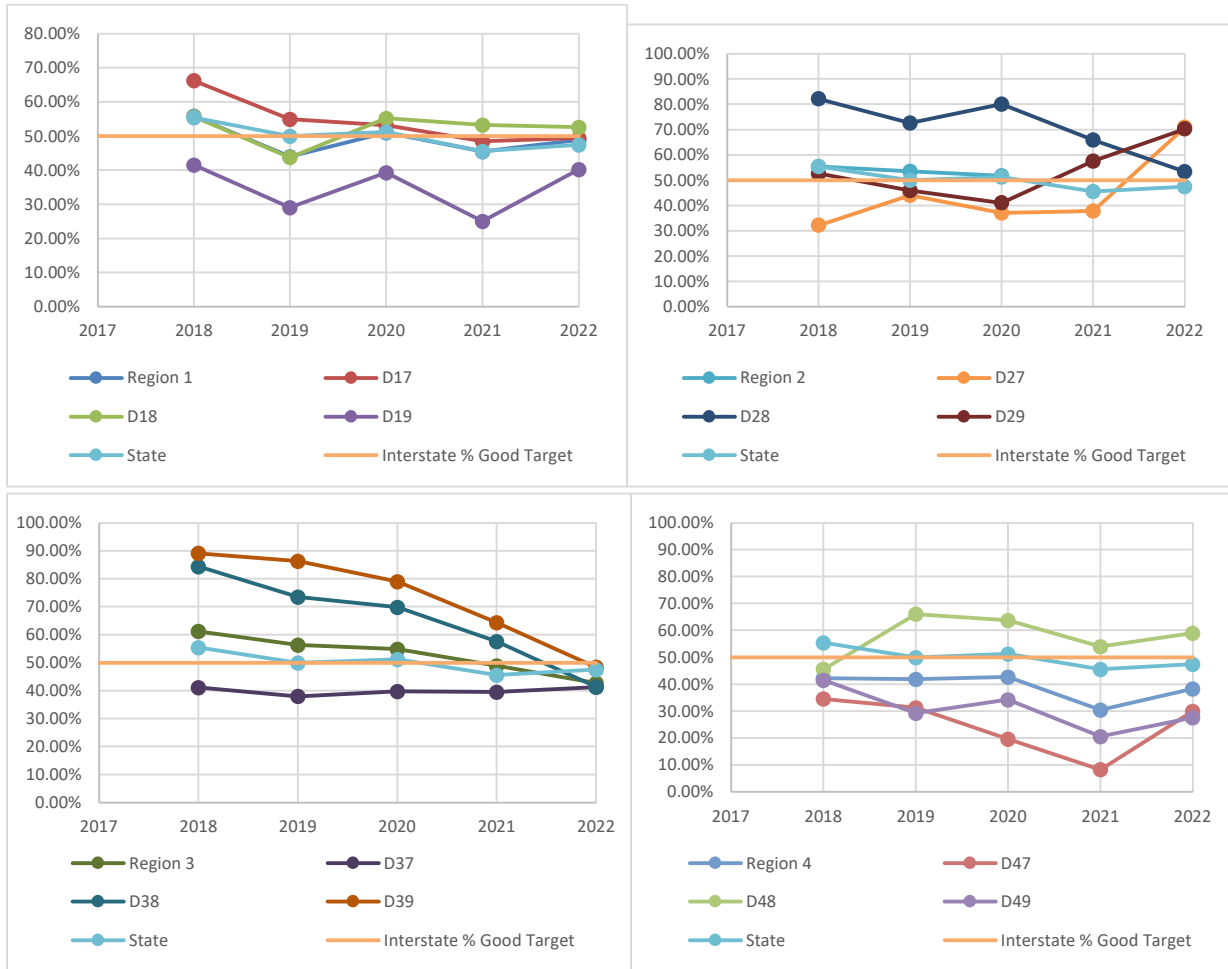 80.00%
70.00%
60.00%
50.00%
40.00%
30.00%
20.00%
10.00%
0.00%
2017 2018 2019 2020 2021 2022
Region 1 D17
D18 D19
State Interstate % Good Target
100.00%
90.00%
80.00%
70.00%
60.00%
50.00%
40.00%
30.00%
20.00%
10.00%
0.00%
2017 2018 2019 2020 2021 2022
Region 2 D27
D28 D29
State Interstate % Good Target
100.00%
90.00%
80.00%
70.00%
60.00%
50.00%
40.00%
30.00%
20.00%
10.00%
0.00%
2017 2018 2019 2020 2021 2022
Region 3 D37
D38 D39
State Interstate % Good Target
100.00%
90.00%
80.00%
70.00%
60.00%
50.00%
40.00%
30.00%
20.00%
10.00%
0.00%
2017 2018 2019 2020 2021 2022
Region 4 D47
D48 D49
State Interstate % Good Target